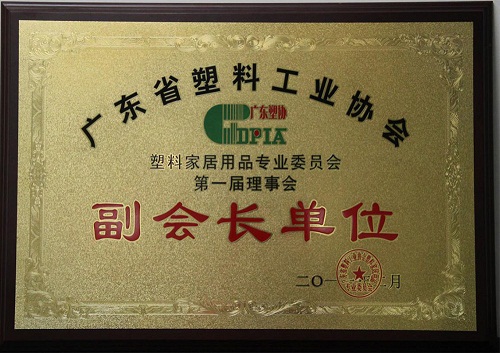 广东省塑料工业协会
广东塑协
GDPIA
塑料家居用品专业委员会
第一届理事会
副会长单位
二〇一 年 月